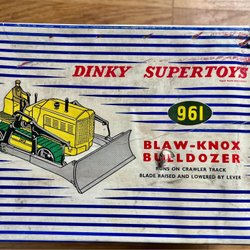 DINKY SUPERTOYS
961
BLAW-KNOX
BULLDOZER
RUNS ON CRAWLER TRACK
BLADE RAISED AND LOWERED BY LEVER